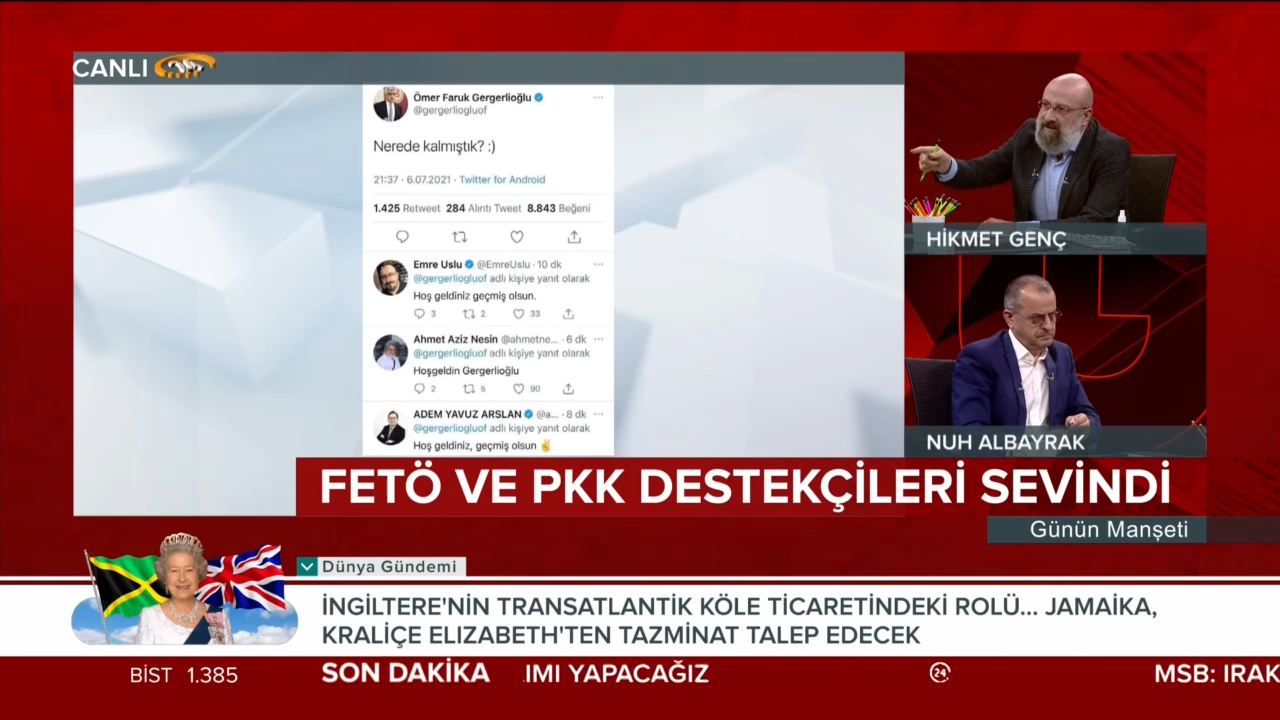 CANLI
Ömer Faruk Gergerlioğlu
@gergerliogluof
Nerede kalmıştık? :)
21:37 · 6.07.2021 · Twitter for Android
1.425 Retweet 284 Alıntı Tweet 8.843 Beğeni
Emre Uslu @EmreUslu · 10 dk
@gergerliogluof adlı kişiye yanıt olarak
Hoş geldiniz geçmiş olsun.
3 2 33
Ahmet Aziz Nesin @ahmetne... · 6 dk
@gergerliogluof adlı kişiye yanıt olarak
Hoşgeldin Gergerlioğlu
2 5 90
ADEM YAVUZ ARSLAN @a... · 8 dk
@gergerliogluof adlı kişiye yanıt olarak
Hoş geldiniz, geçmiş olsun ✌
HİKMET GENÇ
NUH ALBAYRAK
FETÖ VE PKK DESTEKÇİLERİ SEVİNDİ
Günün Manşeti
Dünya Gündemi
İNGİLTERE'NİN TRANSATLANTİK KÖLE TİCARETİNDEKİ ROLÜ... JAMAİKA,
KRALİÇE ELIZABETH'TEN TAZMİNAT TALEP EDECEK
BİST 1.385
SON DAKİKA
IMI YAPACAĞIZ
24
MSB: IRAK